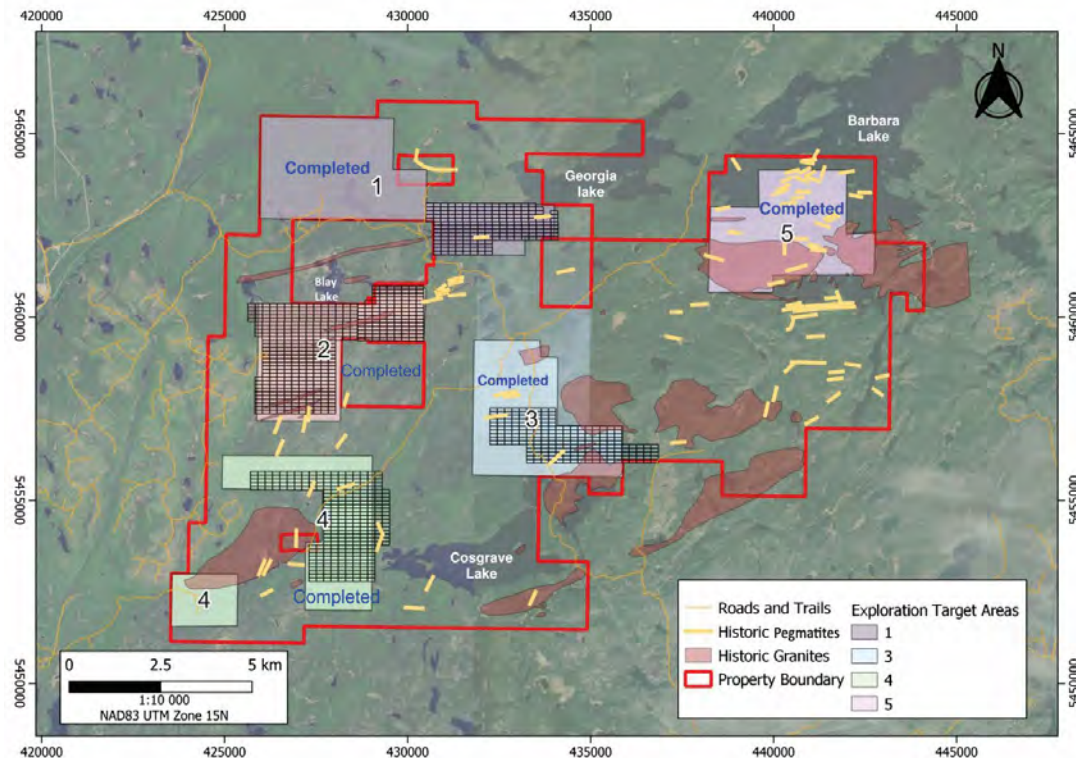 420000 425000 430000 435000 440000 445000
N
5465000
5465000
Barbara
Lake
Completed
1
Georgia
lake
Completed
5
Blay
Lake
5460000
5460000
2
Completed
Completed
3
5455000
5455000
4
Cosgrave
Lake
4
Completed
Roads and Trails
Historic Pegmatites
Historic Granites
Property Boundary
Exploration Target Areas
1
3
4
5
0 2.5 5 km
1:10 000
NAD83 UTM Zone 15N
5450000
5450000
420000 425000 430000 435000 440000 445000